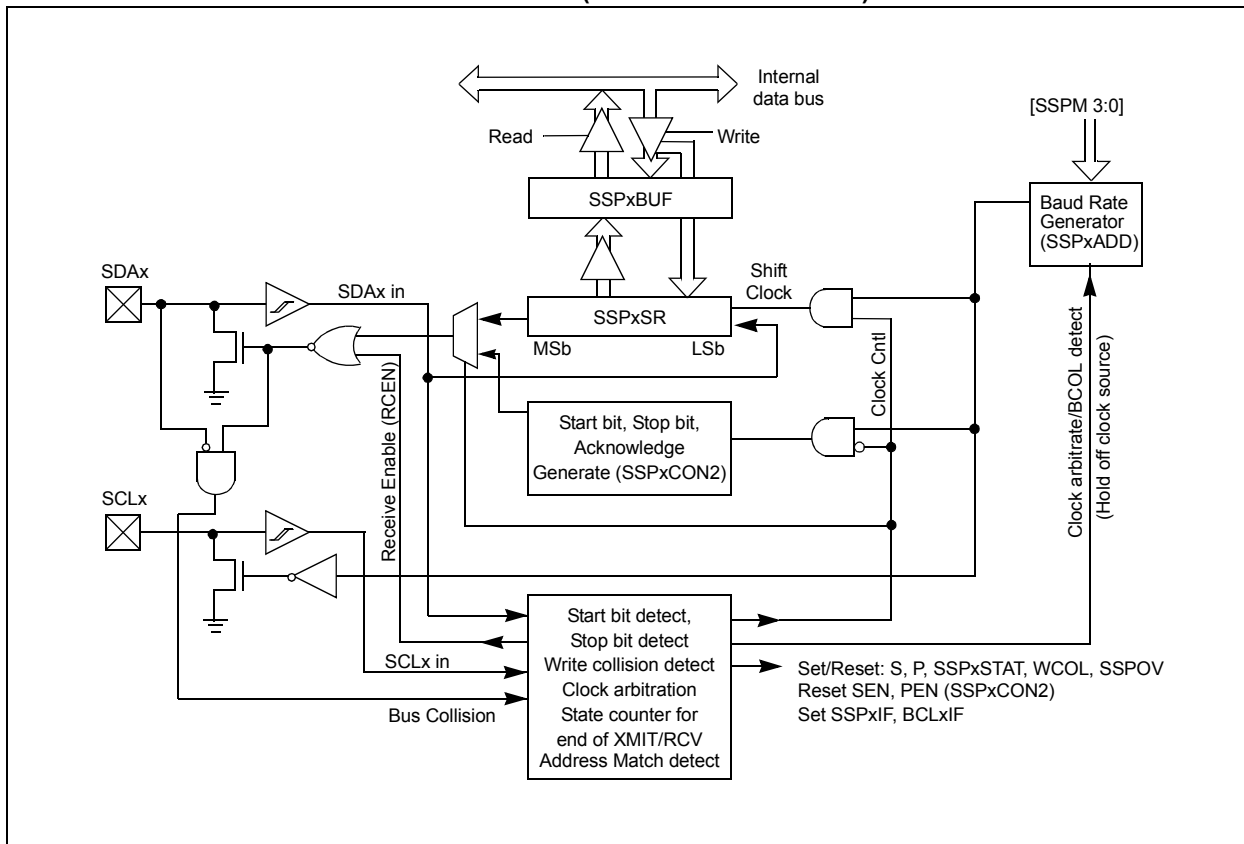 Internal
data bus
[SSPM 3:0]
Read
Write
SSPxBUF
Baud Rate
Generator
(SSPxADD)
SDAx
SDAx in
Shift
Clock
SSPxSR
MSb
LSb
Receive Enable (RCEN)
Clock Cntl
Clock arbitrate/BCOL detect
(Hold off clock source)
Start bit, Stop bit,
Acknowledge
Generate (SSPxCON2)
SCLx
SCLx in
Bus Collision
Start bit detect,
Stop bit detect
Write collision detect
Clock arbitration
State counter for
end of XMIT/RCV
Address Match detect
Set/Reset: S, P, SSPxSTAT, WCOL, SSPOV
Reset SEN, PEN (SSPxCON2)
Set SSPxIF, BCLxIF